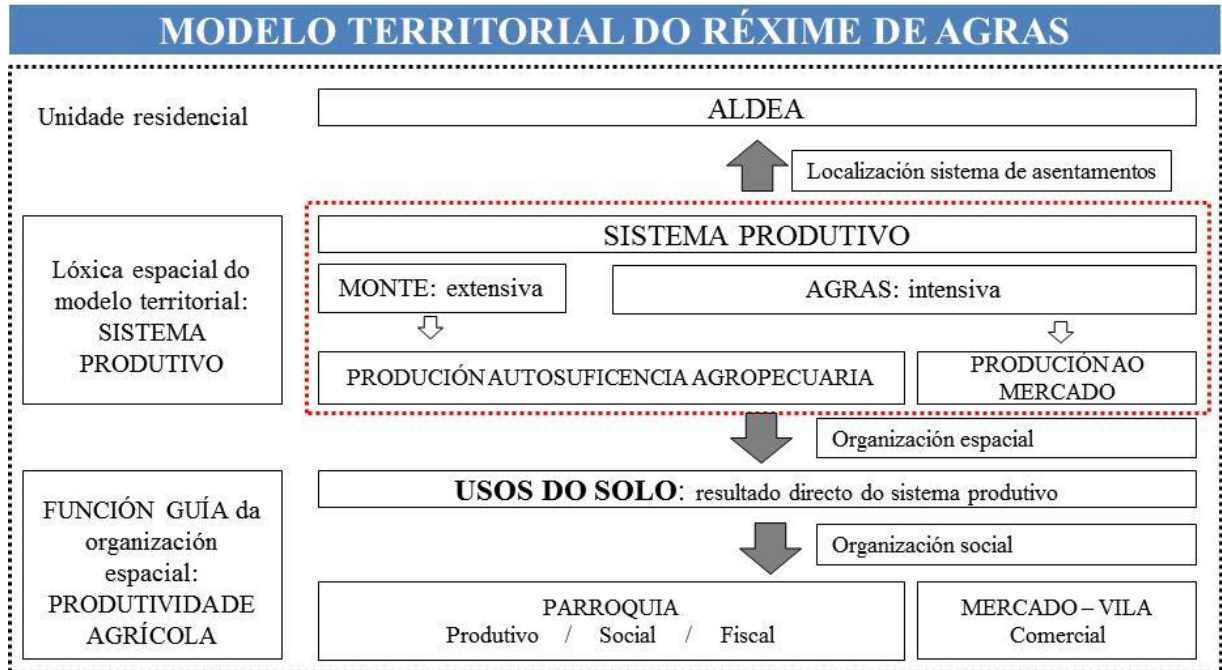 MODELO TERRITORIAL DO RÉXIME DE AGRAS
Unidade residencial
ALDEA
Localización sistema de asentamentos
Lóxica espacial do
modelo territorial:
SISTEMA
PRODUTIVO
SISTEMA PRODUTIVO
MONTE: extensiva
AGRAS: intensiva
PRODUCIÓN AUTOSUFICENCIA AGROPECUARIA
PRODUCIÓN AO
MERCADO
Organización espacial
FUNCIÓN GUÍA da
organización
espacial:
PRODUTIVIDADE
AGRÍCOLA
USOS DO SOLO: resultado directo do sistema produtivo
Organización social
PARROQUIA
Produtivo / Social / Fiscal
MERCADO – VILA
Comercial